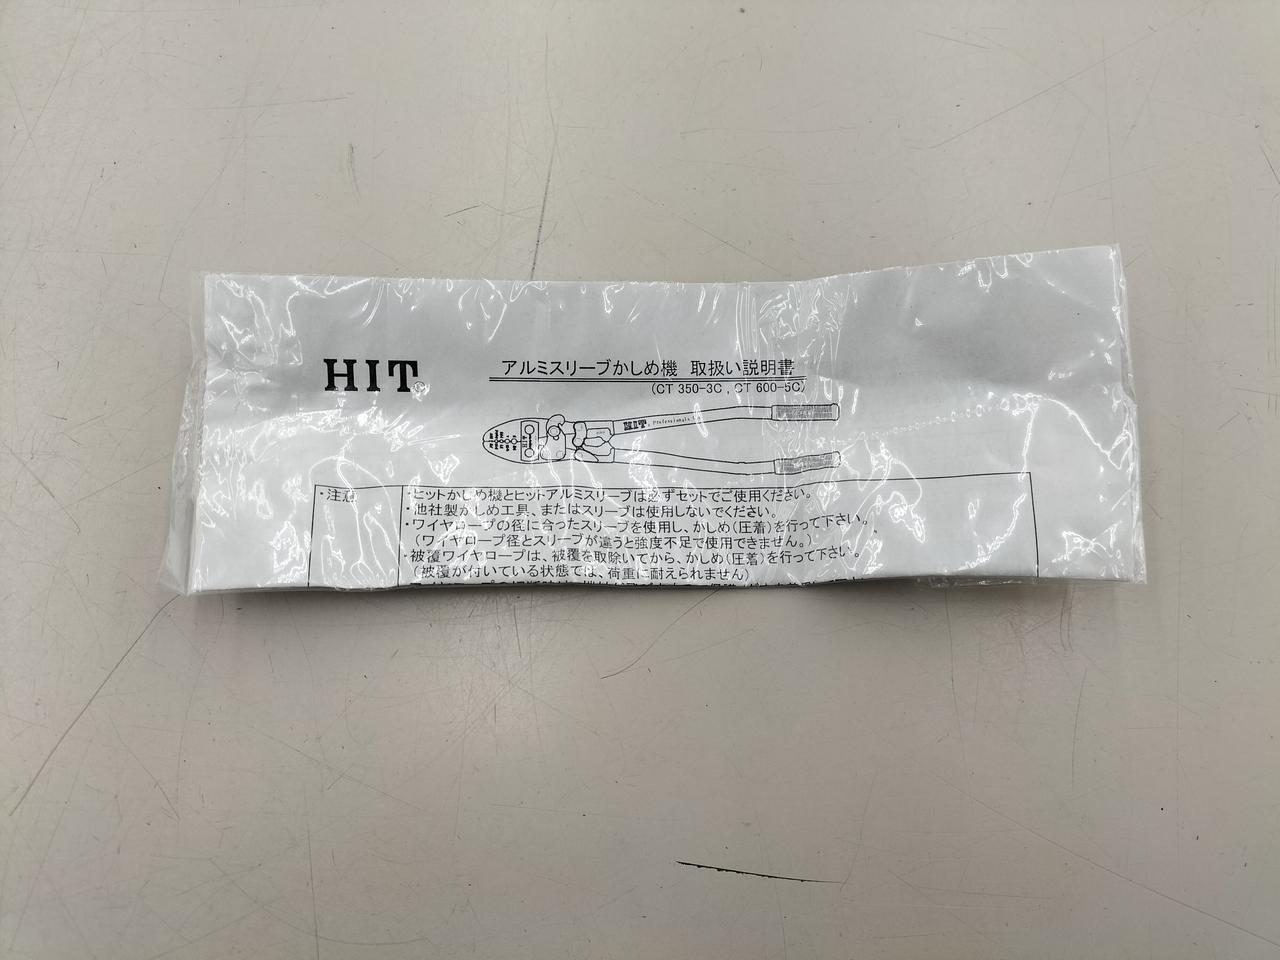 HIT
アルミスリーブかしめ機 取扱い説明書
(CT 350-3C , CT 600-5C)
HIT Professionals
・注意
・ヒットかしめ機とヒットアルミスリーブは必ずセットでご使用ください。
・他社製かしめ工具、またはスリーブは使用しないでください。
・ワイヤロープの径に合ったスリーブを使用し、かしめ(圧着)を行って下さい。
(ワイヤロープ径とスリーブが違うと強度不足で使用できません。)
・被覆ワイヤロープは、被覆を取除いてから、かしめ(圧着)を行って下さい。
(被覆が付いている状態では、荷重に耐えられません)